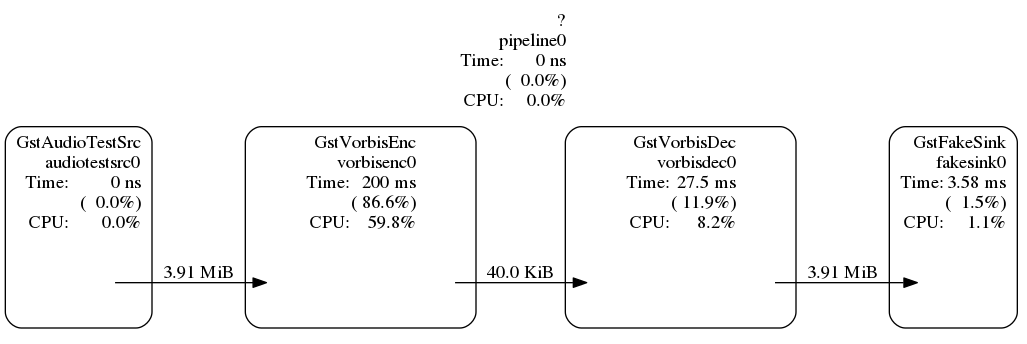 ?
pipeline0
Time: 0 ns
( 0.0%)
CPU: 0.0%
GstAudioTestSrc
audiotestsrc0
Time: 0 ns
( 0.0%)
CPU: 0.0%
3.91 MiB
GstVorbisEnc
vorbisenc0
Time: 200 ms
( 86.6%)
CPU: 59.8%
40.0 KiB
GstVorbisDec
vorbisdec0
Time: 27.5 ms
( 11.9%)
CPU: 8.2%
3.91 MiB
GstFakeSink
fakesink0
Time: 3.58 ms
( 1.5%)
CPU: 1.1%